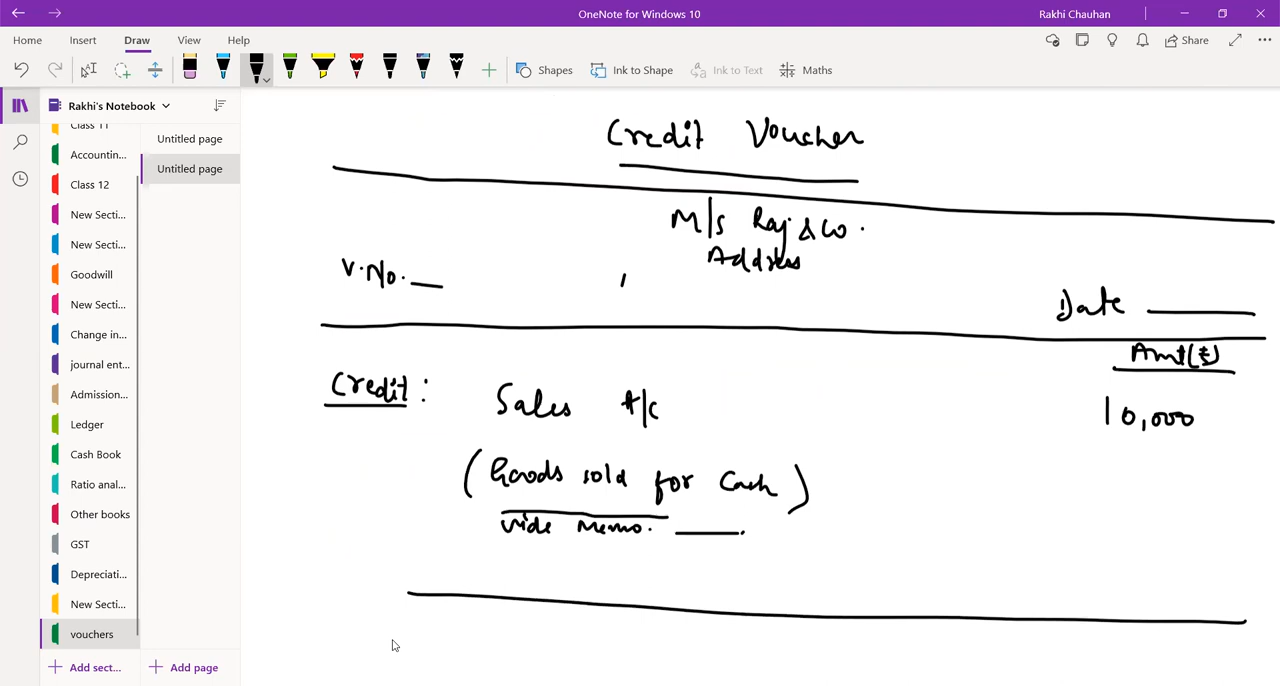 OneNote for Windows 10
Rakhi Chauhan
Home Insert Draw View Help
Share
Shapes Ink to Shape Ink to Text Maths
Rakhi's Notebook
Class 11
Accountin...
Class 12
New Secti...
New Secti...
Goodwill
New Secti...
Change in...
journal ent...
Admission...
Ledger
Cash Book
Ratio anal...
Other books
GST
Depreciati...
New Secti...
vouchers
Add sect...
Untitled page
Untitled page
Add page
Credit Voucher
M/s Raj & Co.
Address
V.No. __
Date ____
Amt(₹)
Credit : Sales A/c 10,000
(Goods sold for Cash)
vide Memo. ___.